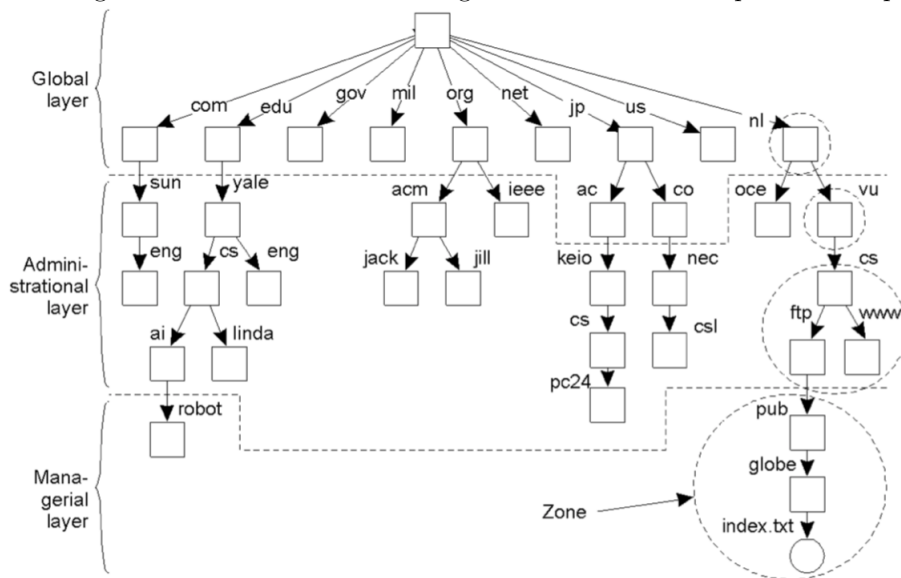 Global
layer
com
edu
gov
mil
org
net
jp
us
nl
sun
yale
acm
ieee
ac
co
oce
vu
Admini-
strational
layer
eng
cs
eng
jack
jill
keio
nec
cs
ai
linda
cs
csl
ftp
www
pc24
robot
pub
Mana-
gerial
layer
globe
Zone
index.txt